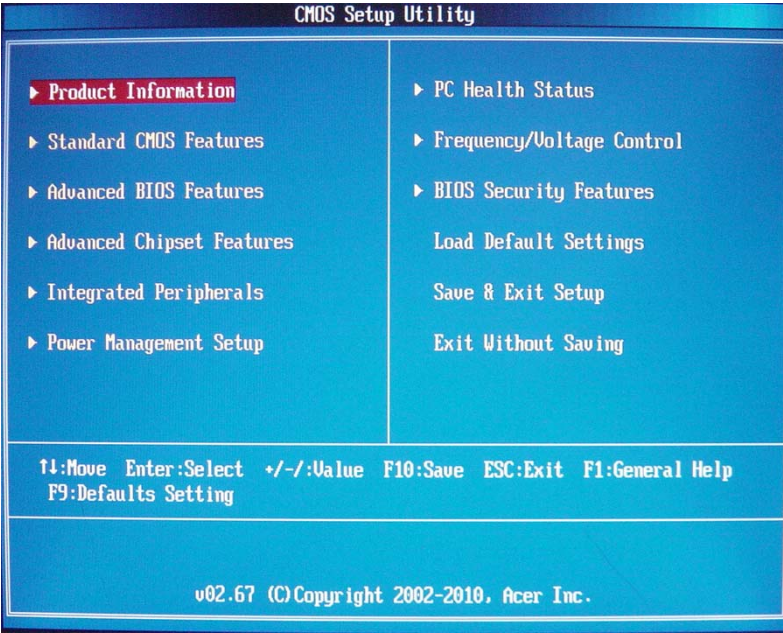 CMOS Setup Utility
Product Information
Standard CMOS Features
Advanced BIOS Features
Advanced Chipset Features
Integrated Peripherals
Power Management Setup
PC Health Status
Frequency/Voltage Control
BIOS Security Features
Load Default Settings
Save & Exit Setup
Exit Without Saving
↑↓:Move Enter:Select +/-/:Value F10:Save ESC:Exit F1:General Help
F9:Defaults Setting
v02.67 (C)Copyright 2002-2010, Acer Inc.